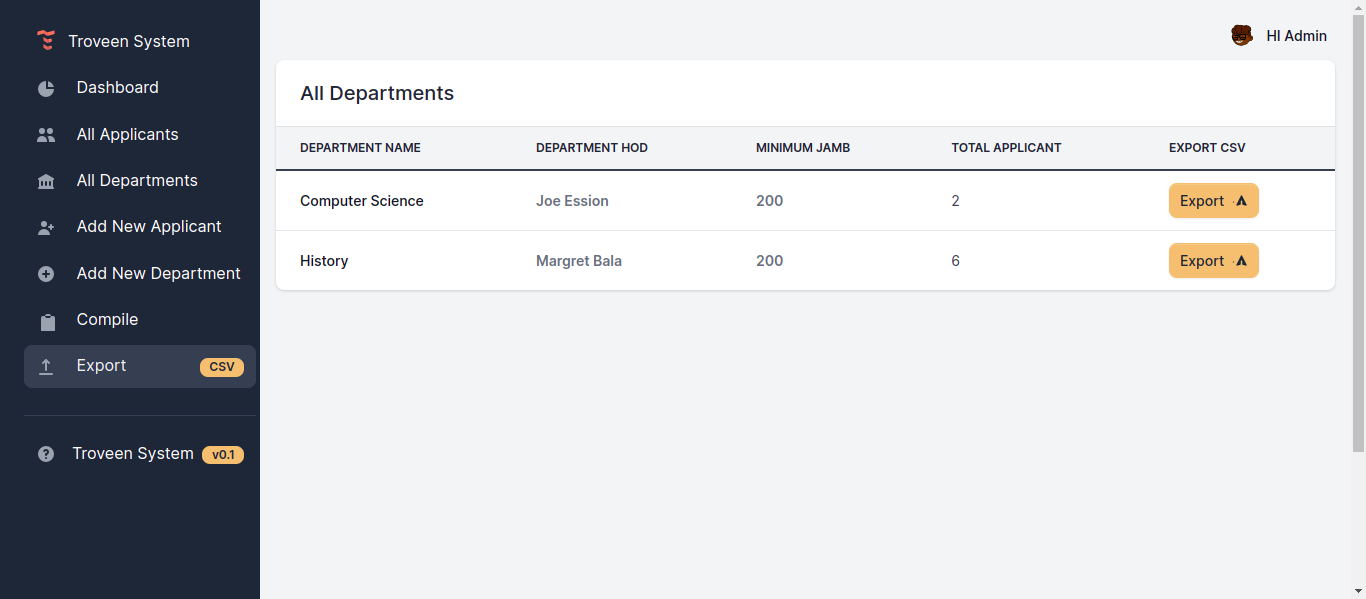 Troveen System
Dashboard
All Applicants
All Departments
Add New Applicant
Add New Department
Compile
Export CSV
Troveen System v0.1
HI Admin
All Departments
DEPARTMENT NAME DEPARTMENT HOD MINIMUM JAMB TOTAL APPLICANT EXPORT CSV
Computer Science Joe Ession 200 2 Export
History Margret Bala 200 6 Export